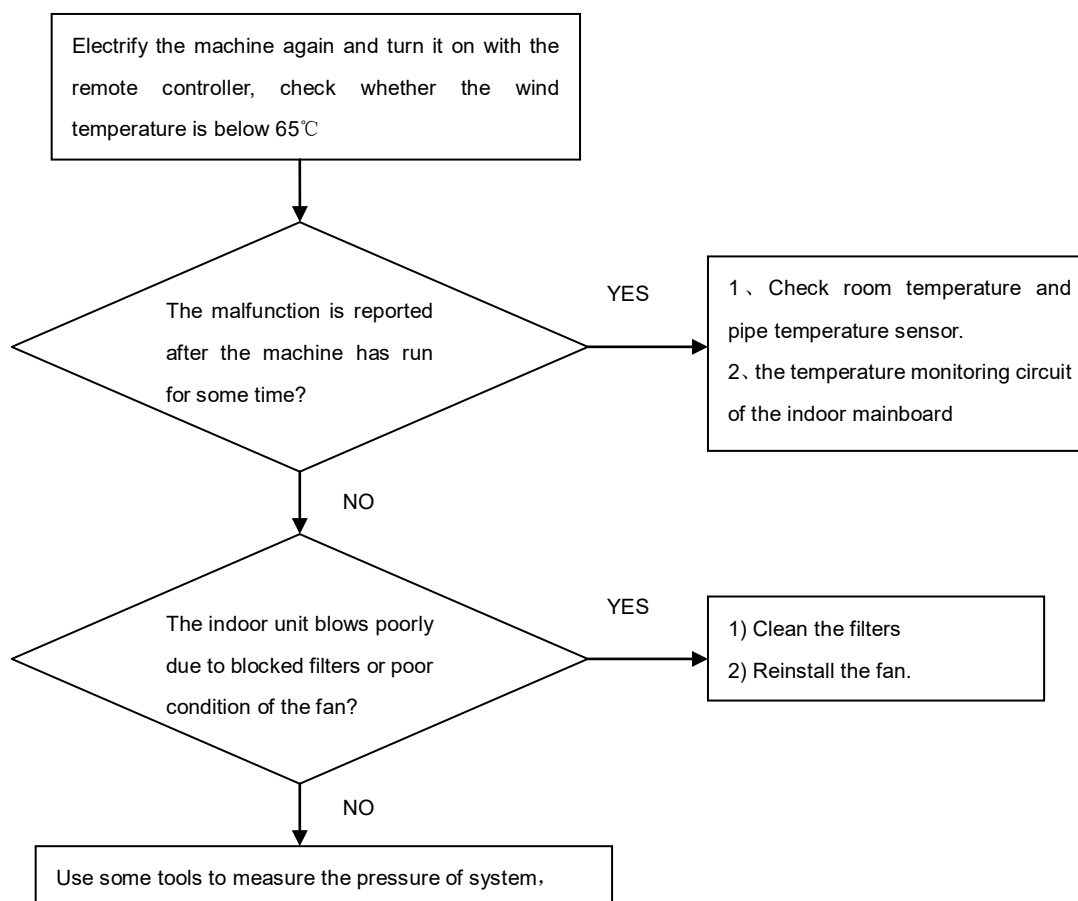 Electrify the machine again and turn it on with the
remote controller, check whether the wind
temperature is below 65℃
The malfunction is reported
after the machine has run
for some time?
YES
1、Check room temperature and
pipe temperature sensor.
2、the temperature monitoring circuit
of the indoor mainboard
NO
The indoor unit blows poorly
due to blocked filters or poor
condition of the fan?
YES
1) Clean the filters
2) Reinstall the fan.
NO
Use some tools to measure the pressure of system，